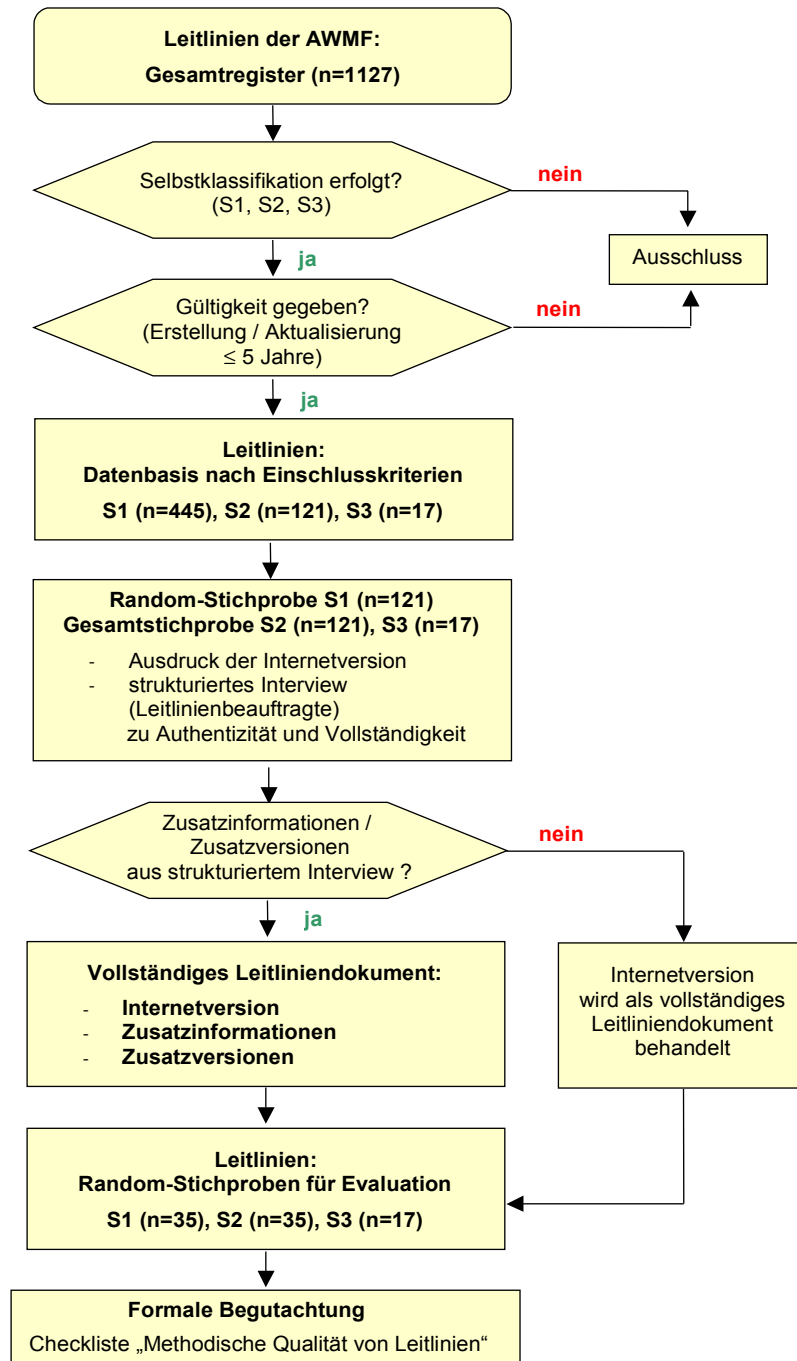 Leitlinien der AWMF:
Gesamtregister (n=1127)
Selbstklassifikation erfolgt?
(S1, S2, S3)
nein
Ausschluss
ja
Gültigkeit gegeben?
(Erstellung / Aktualisierung
≤ 5 Jahre)
nein
ja
Leitlinien:
Datenbasis nach Einschlusskriterien
S1 (n=445), S2 (n=121), S3 (n=17)
Random-Stichprobe S1 (n=121)
Gesamtstichprobe S2 (n=121), S3 (n=17)
- Ausdruck der Internetversion
- strukturiertes Interview
(Leitlinienbeauftragte)
zu Authentizität und Vollständigkeit
Zusatzinformationen /
Zusatzversionen
aus strukturiertem Interview ?
nein
ja
Vollständiges Leitliniendokument:
- Internetversion
- Zusatzinformationen
- Zusatzversionen
Internetversion
wird als vollständiges
Leitliniendokument
behandelt
Leitlinien:
Random-Stichproben für Evaluation
S1 (n=35), S2 (n=35), S3 (n=17)
Formale Begutachtung
Checkliste „Methodische Qualität von Leitlinien“